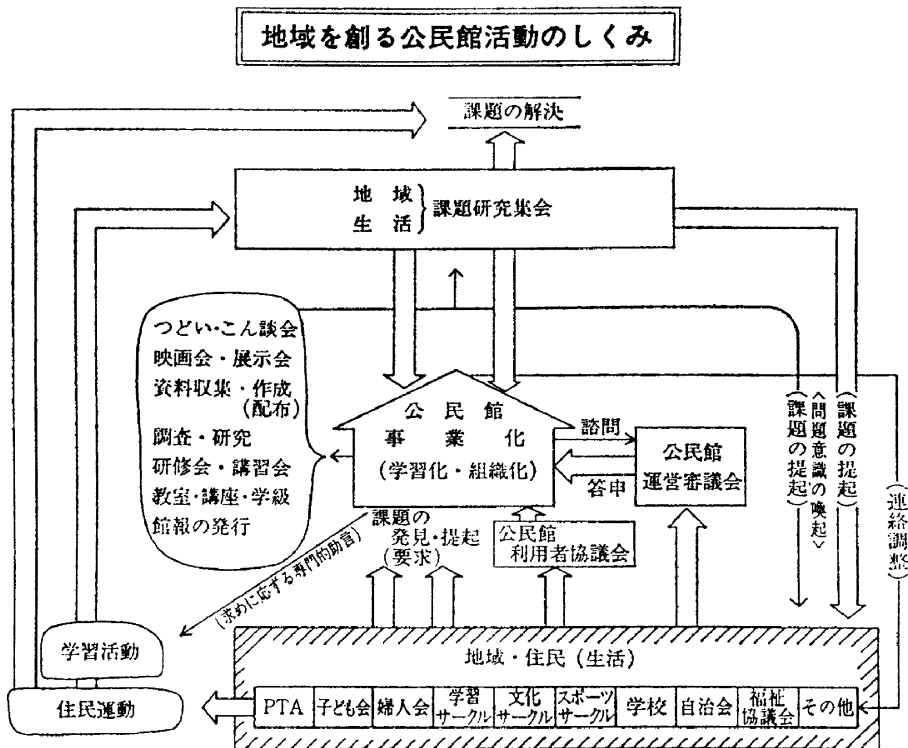 地域を創る公民館活動のしくみ
課題の解決
地域
生活
}課題研究集会
つどい・こん談会
映画会・展示会
資料収集・作成
(配布)
調査・研究
研修会・講習会
教室・講座・学級
館報の発行
公民館
事業化
(学習化・組織化)
諮問
答申
公民館
運営審議会
課題の
発見・提起
(要求)
公民館
利用者協議会
(求めに応ずる専門的助言)
(課題の提起)
<問題意識の喚起>
(課題の提起)
(連絡調整)
学習活動
住民運動
地域・住民(生活)
PTA
子ども会
婦人会
学習
サークル
文化
サークル
スポーツ
サークル
学校
自治会
福祉
協議会
その他